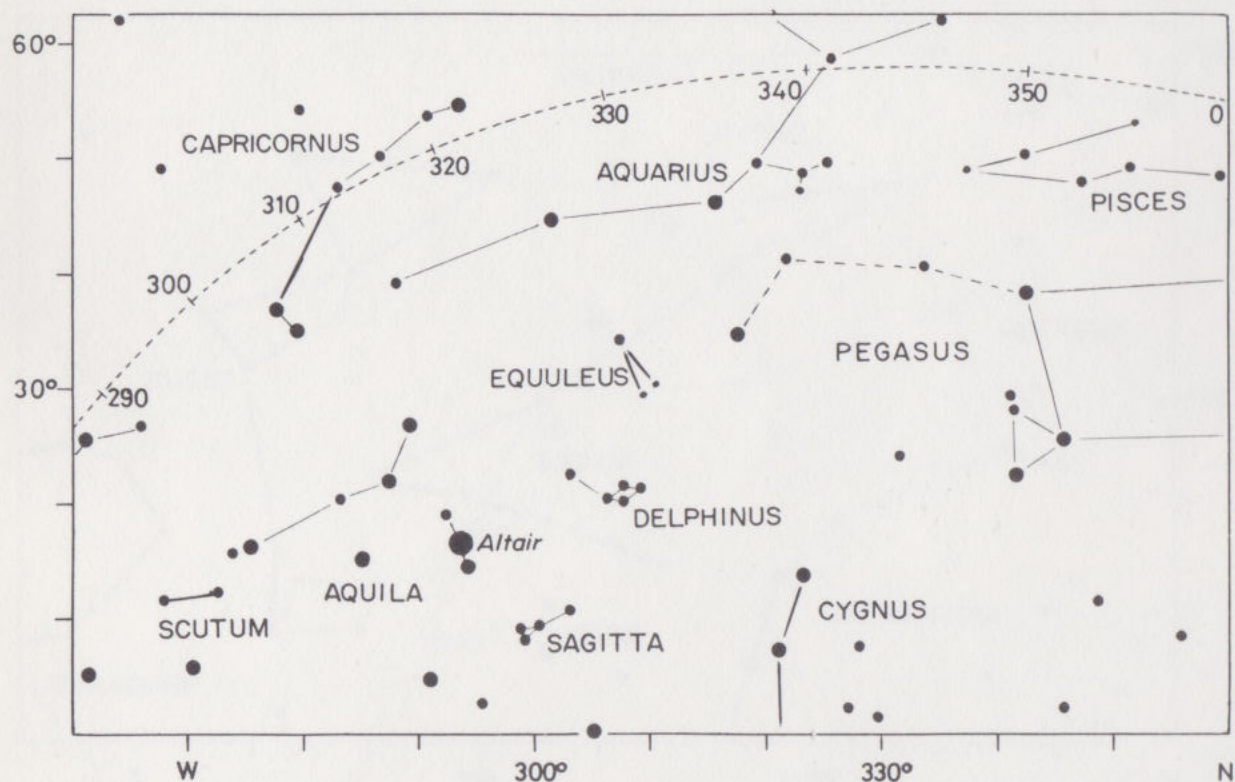 60°
340
350
330
0
CAPRICORNUS
320
AQUARIUS
310
PISCES
300
PEGASUS
EQUULEUS
30°
290
DELPHINUS
Altair
AQUILA
CYGNUS
SCUTUM
SAGITTA
W
300°
330°
N